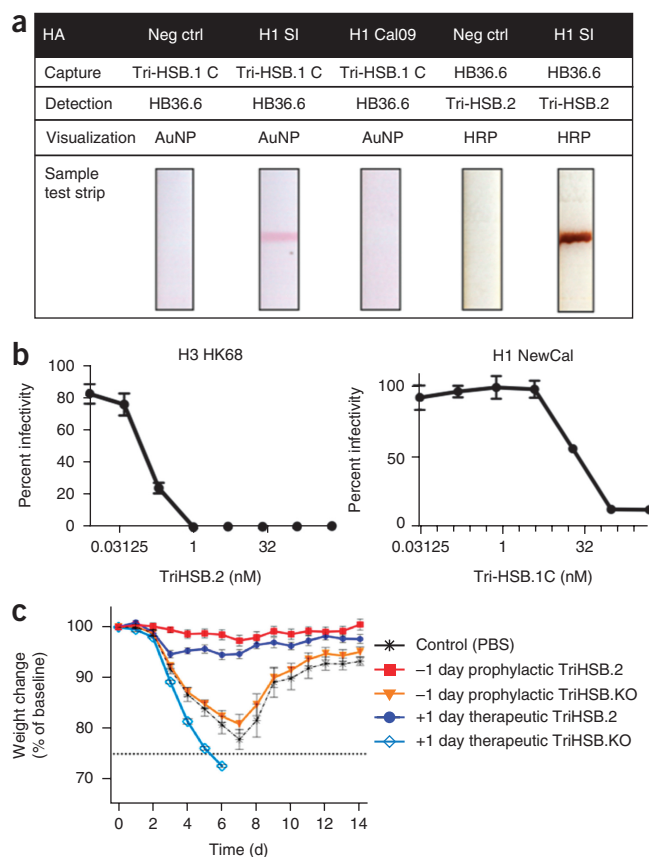 a
HA Neg ctrl H1 SI H1 Cal09 Neg ctrl H1 SI
Capture Tri-HSB.1 C Tri-HSB.1 C Tri-HSB.1 C HB36.6 HB36.6
Detection HB36.6 HB36.6 HB36.6 Tri-HSB.2 Tri-HSB.2
Visualization AuNP AuNP AuNP HRP HRP
Sample
test strip
b
H3 HK68
Percent infectivity
100
80
60
40
20
0
0.03125 1 32
TriHSB.2 (nM)
H1 NewCal
Percent infectivity
100
50
0
0.03125 1 32
Tri-HSB.1C (nM)
c
Weight change
(% of baseline)
100
90
80
70
0 2 4 6 8 10 12 14
Time (d)
Control (PBS)
–1 day prophylactic TriHSB.2
–1 day prophylactic TriHSB.KO
+1 day therapeutic TriHSB.2
+1 day therapeutic TriHSB.KO